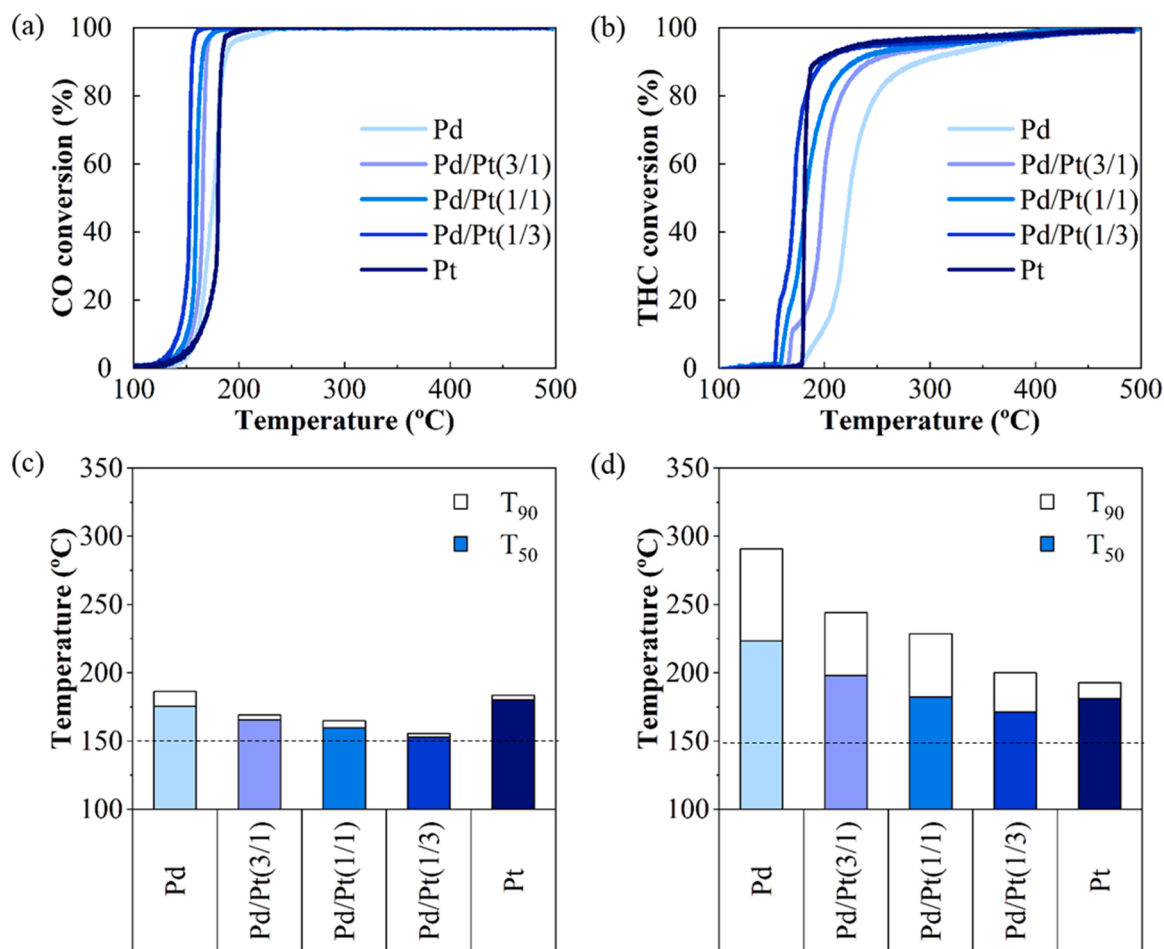 (a)
CO conversion (%)
100
80
60
40
20
0
Pd
Pd/Pt(3/1)
Pd/Pt(1/1)
Pd/Pt(1/3)
Pt
100 200 300 400 500
Temperature (ºC)
(b)
THC conversion (%)
100
80
60
40
20
0
Pd
Pd/Pt(3/1)
Pd/Pt(1/1)
Pd/Pt(1/3)
Pt
100 200 300 400 500
Temperature (ºC)
(c)
Temperature (ºC)
350
300
250
200
150
100
T₉₀
T₅₀
Pd
Pd/Pt(3/1)
Pd/Pt(1/1)
Pd/Pt(1/3)
Pt
(d)
Temperature (ºC)
350
300
250
200
150
100
T₉₀
T₅₀
Pd
Pd/Pt(3/1)
Pd/Pt(1/1)
Pd/Pt(1/3)
Pt